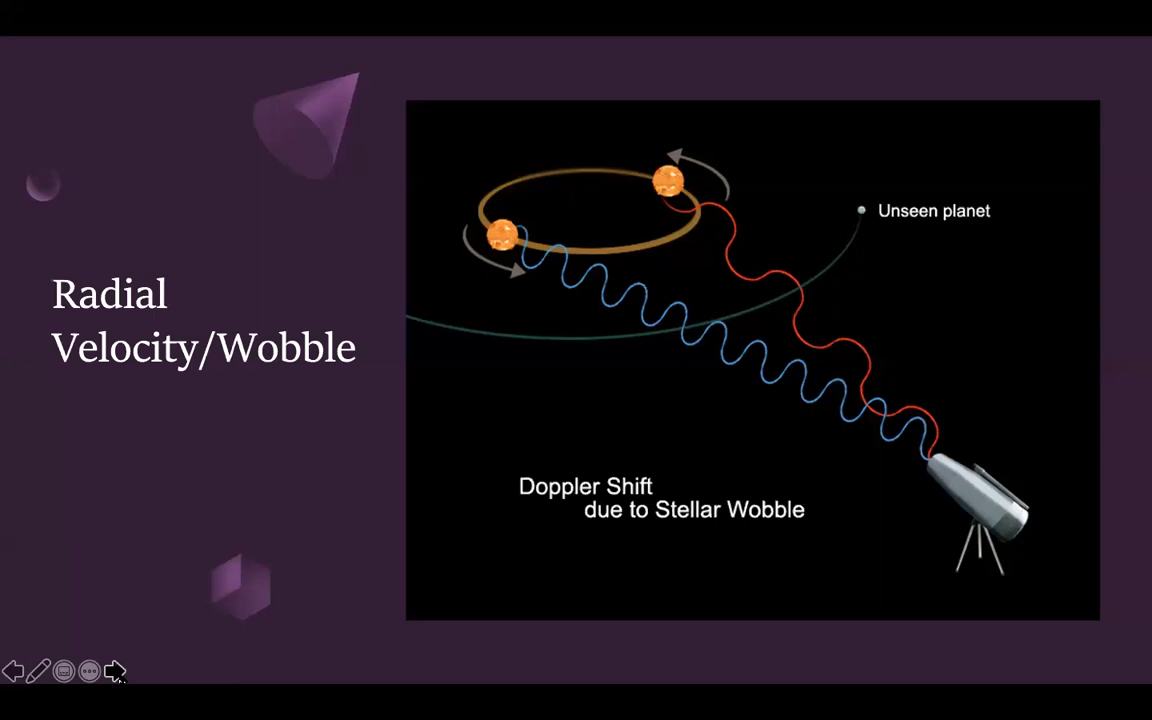 Radial
Velocity/Wobble
Unseen planet
Doppler Shift
due to Stellar Wobble